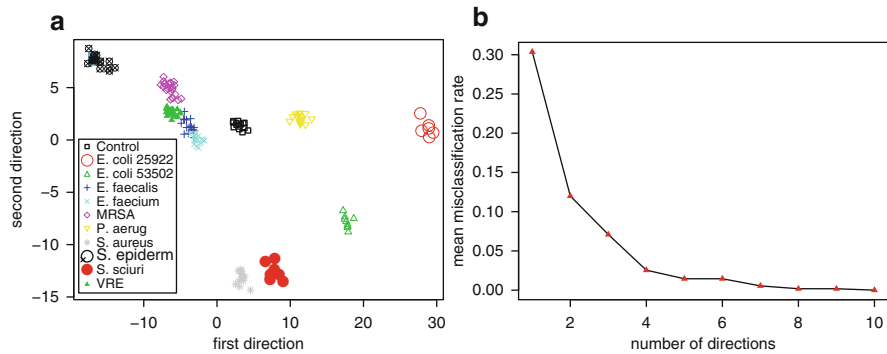 a
second direction
5
0
−5
−10
−15
Control
E. coli 25922
E. coli 53502
E. faecalis
E. faecium
MRSA
P. aerug
S. aureus
S. epiderm
S. sciuri
VRE
−10
0
10
20
30
first direction
b
mean misclassification rate
0.30
0.25
0.20
0.15
0.10
0.05
0.00
2
4
6
8
10
number of directions